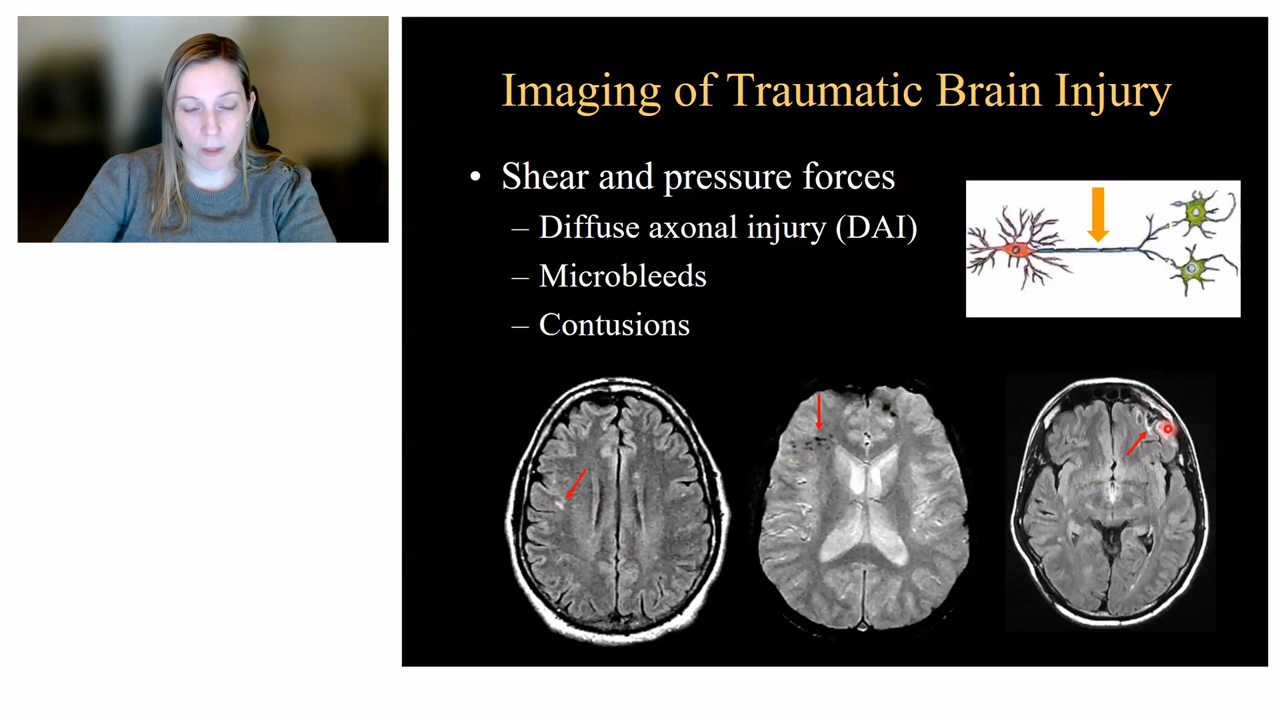 Imaging of Traumatic Brain Injury
• Shear and pressure forces
– Diffuse axonal injury (DAI)
– Microbleeds
– Contusions